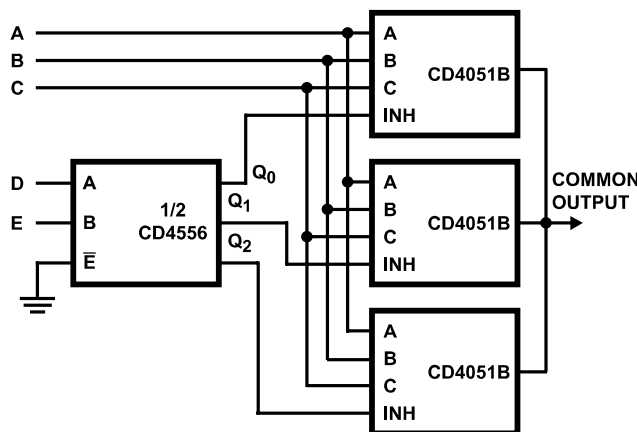 A
B
C
A
B
C
INH
CD4051B
D
E
A
B
E̅
1/2
CD4556
Q0
Q1
Q2
A
B
C
INH
CD4051B
COMMON
OUTPUT
A
B
C
INH
CD4051B